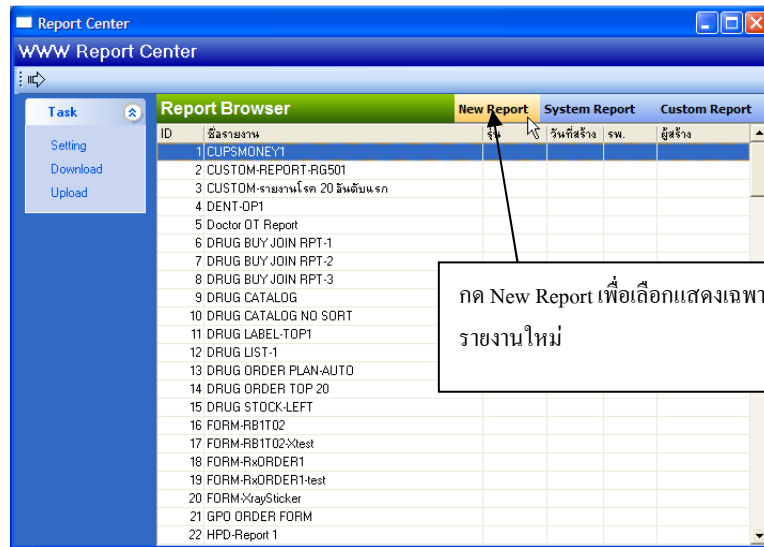 Report Center
WWW Report Center
Task
Setting
Download
Upload
Report Browser New Report System Report Custom Report
ID ชื่อรายงาน รุ่น วันที่สร้าง รพ. ผู้สร้าง
1 CUPSMONEY1
2 CUSTOM-REPORT-RG501
3 CUSTOM-รายงานโรค 20 อันดับแรก
4 DENT-OP1
5 Doctor OT Report
6 DRUG BUY JOIN RPT-1
7 DRUG BUY JOIN RPT-2
8 DRUG BUY JOIN RPT-3
9 DRUG CATALOG
10 DRUG CATALOG NO SORT
11 DRUG LABEL-TOP1
12 DRUG LIST-1
13 DRUG ORDER PLAN-AUTO
14 DRUG ORDER TOP 20
15 DRUG STOCK-LEFT
16 FORM-RB1T02
17 FORM-RB1T02-Xtest
18 FORM-RxORDER1
19 FORM-RxORDER1-test
20 FORM-XraySticker
21 GPO ORDER FORM
22 HPD-Report 1
กด New Report เพื่อเลือกแสดงเฉพา
รายงานใหม่